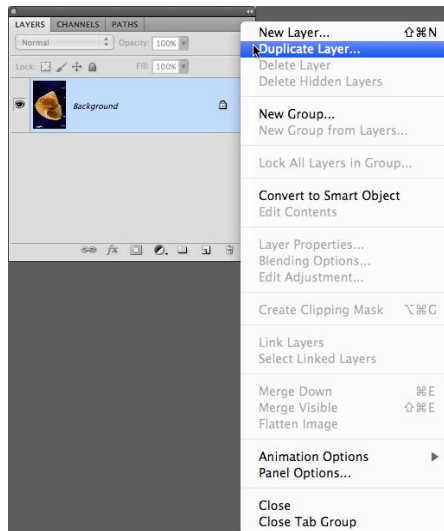 LAYERS CHANNELS PATHS
Normal Opacity: 100%
Lock: Fill: 100%
Background
fx
New Layer... ⇧⌘N
Duplicate Layer...
Delete Layer
Delete Hidden Layers
New Group...
New Group from Layers...
Lock All Layers in Group...
Convert to Smart Object
Edit Contents
Layer Properties...
Blending Options...
Edit Adjustment...
Create Clipping Mask ⌥⌘G
Link Layers
Select Linked Layers
Merge Down ⌘E
Merge Visible ⇧⌘E
Flatten Image
Animation Options
Panel Options...
Close
Close Tab Group